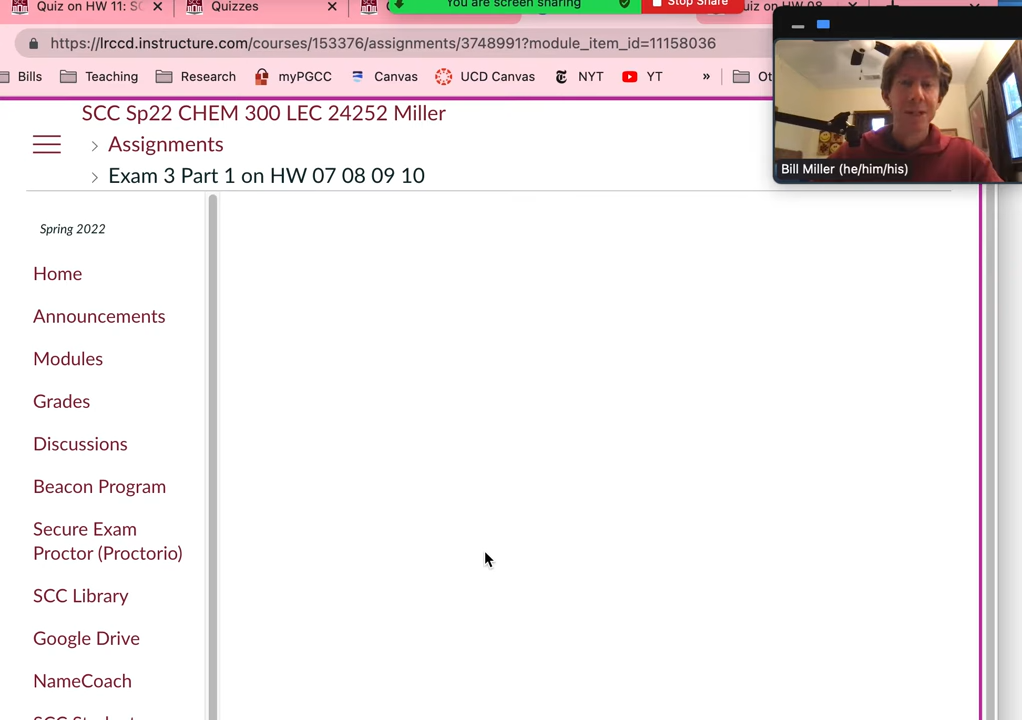 Quiz on HW 11: SC
Quizzes
You are screen sharing
Stop Share
uiz on HW 08
https://lrccd.instructure.com/courses/153376/assignments/3748991?module_item_id=11158036
Bills
Teaching
Research
myPGCC
Canvas
UCD Canvas
NYT
YT
»
Ot
SCC Sp22 CHEM 300 LEC 24252 Miller
› Assignments
› Exam 3 Part 1 on HW 07 08 09 10
Bill Miller (he/him/his)
Spring 2022
Home
Announcements
Modules
Grades
Discussions
Beacon Program
Secure Exam
Proctor (Proctorio)
SCC Library
Google Drive
NameCoach
SCC Student